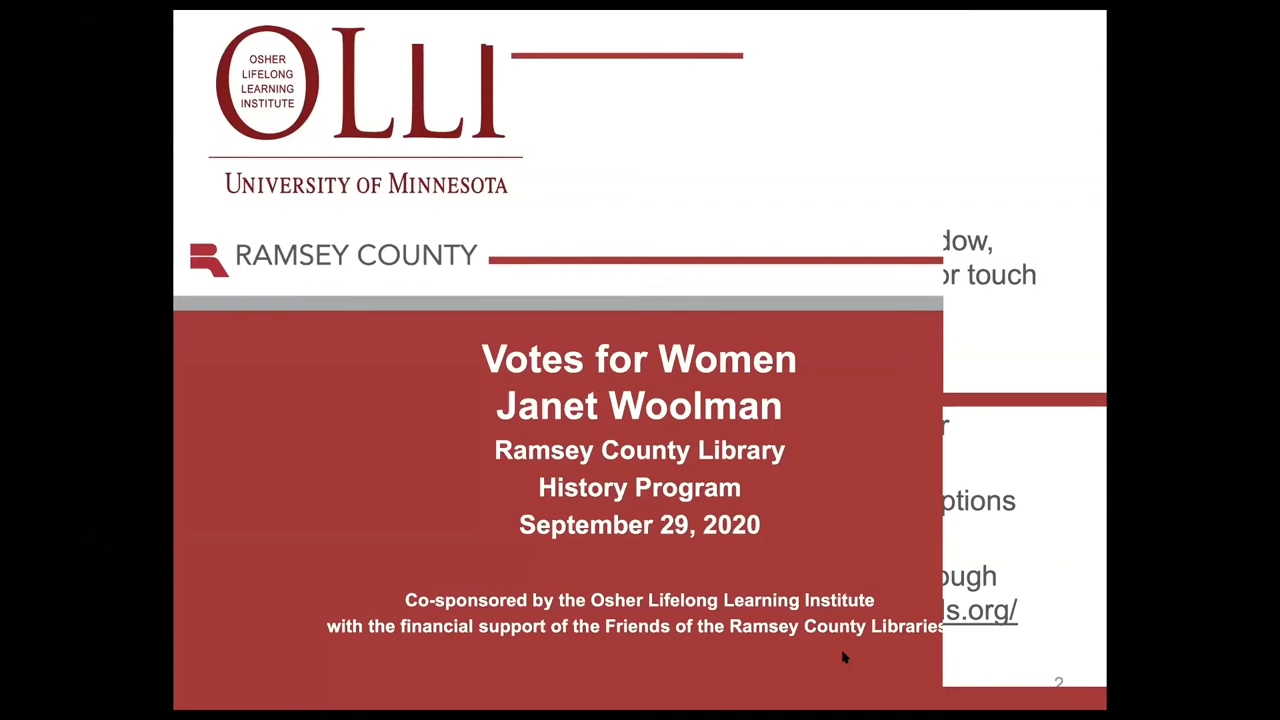 OLLI
OSHER
LIFELONG
LEARNING
INSTITUTE
UNIVERSITY OF MINNESOTA
RAMSEY COUNTY
dow,
or touch
Votes for Women
Janet Woolman
Ramsey County Library
History Program
September 29, 2020
r
ptions
ough
ls.org/
Co-sponsored by the Osher Lifelong Learning Institute
with the financial support of the Friends of the Ramsey County Libraries
2